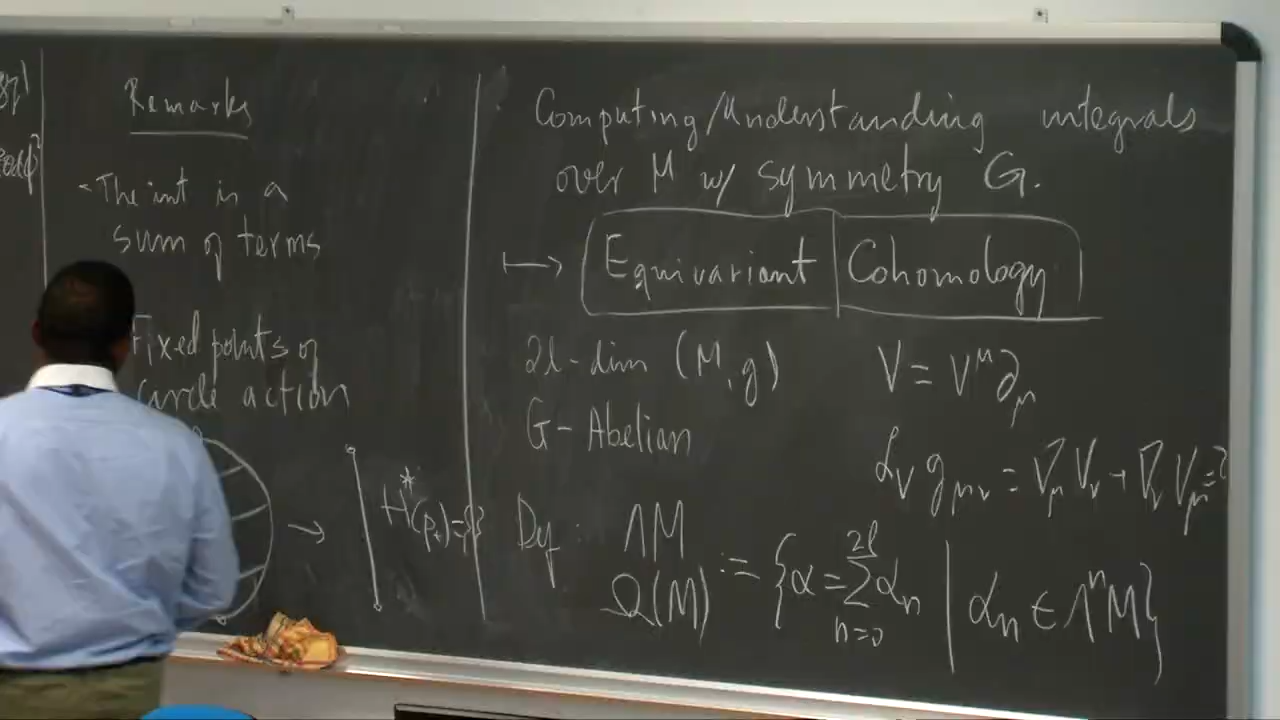 Remarks
- The int is a
sum of terms
Fixed points of
circle action
H*(pt)={}
Computing/Understanding integrals
over M w/ symmetry G.
↦ Equivariant Cohomology
2l-dim (M,g)
V = V^μ ∂_μ
G-Abelian
L_V g_μν = ∇_μ V_ν + ∇_ν V_μ =
Def: ΛM
Ω(M) := {α = Σ_{n=0}^{2l} α_n | α_n ∈ Λ^n M}